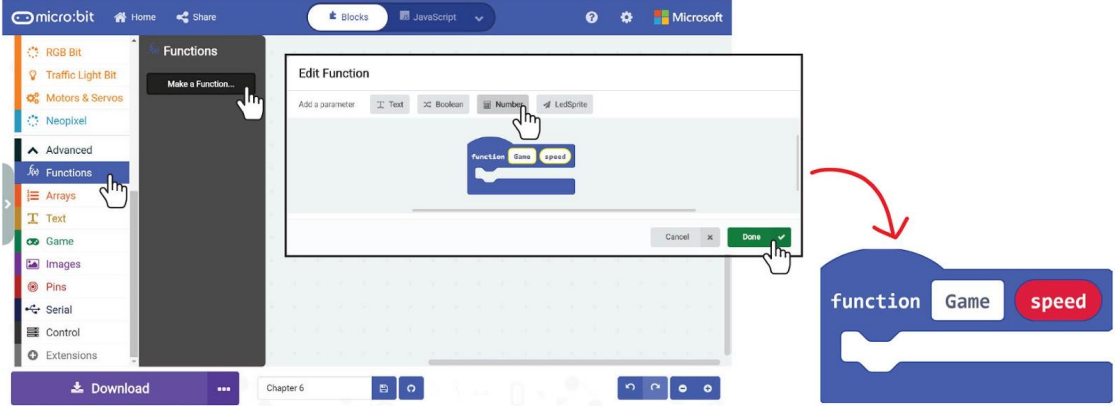 micro:bit Home Share Blocks JavaScript Microsoft
RGB Bit
Traffic Light Bit
Motors & Servos
Neopixel
Advanced
Functions
Arrays
Text
Game
Images
Pins
Serial
Control
Extensions
Functions
Make a Function...
Edit Function
Add a parameter Text Boolean Number LedSprite
function Game speed
Cancel Done
function Game speed
Download Chapter 6